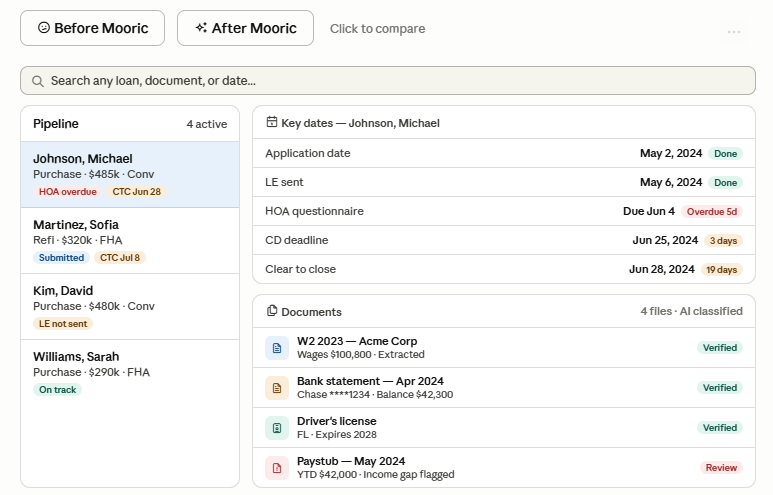 Before Mooric
After Mooric
Click to compare
...
Search any loan, document, or date...
Pipeline
4 active
Johnson, Michael
Purchase · $485k · Conv
HOA overdue
CTC Jun 28
Martinez, Sofia
Refi · $320k · FHA
Submitted
CTC Jul 8
Kim, David
Purchase · $480k · Conv
LE not sent
Williams, Sarah
Purchase · $290k · FHA
On track
Key dates — Johnson, Michael
Application date
May 2, 2024
Done
LE sent
May 6, 2024
Done
HOA questionnaire
Due Jun 4
Overdue 5d
CD deadline
Jun 25, 2024
3 days
Clear to close
Jun 28, 2024
19 days
Documents
4 files · AI classified
W2 2023 — Acme Corp
Wages $100,800 · Extracted
Verified
Bank statement — Apr 2024
Chase ****1234 · Balance $42,300
Verified
Driver's license
FL · Expires 2028
Verified
Paystub — May 2024
YTD $42,000 · Income gap flagged
Review